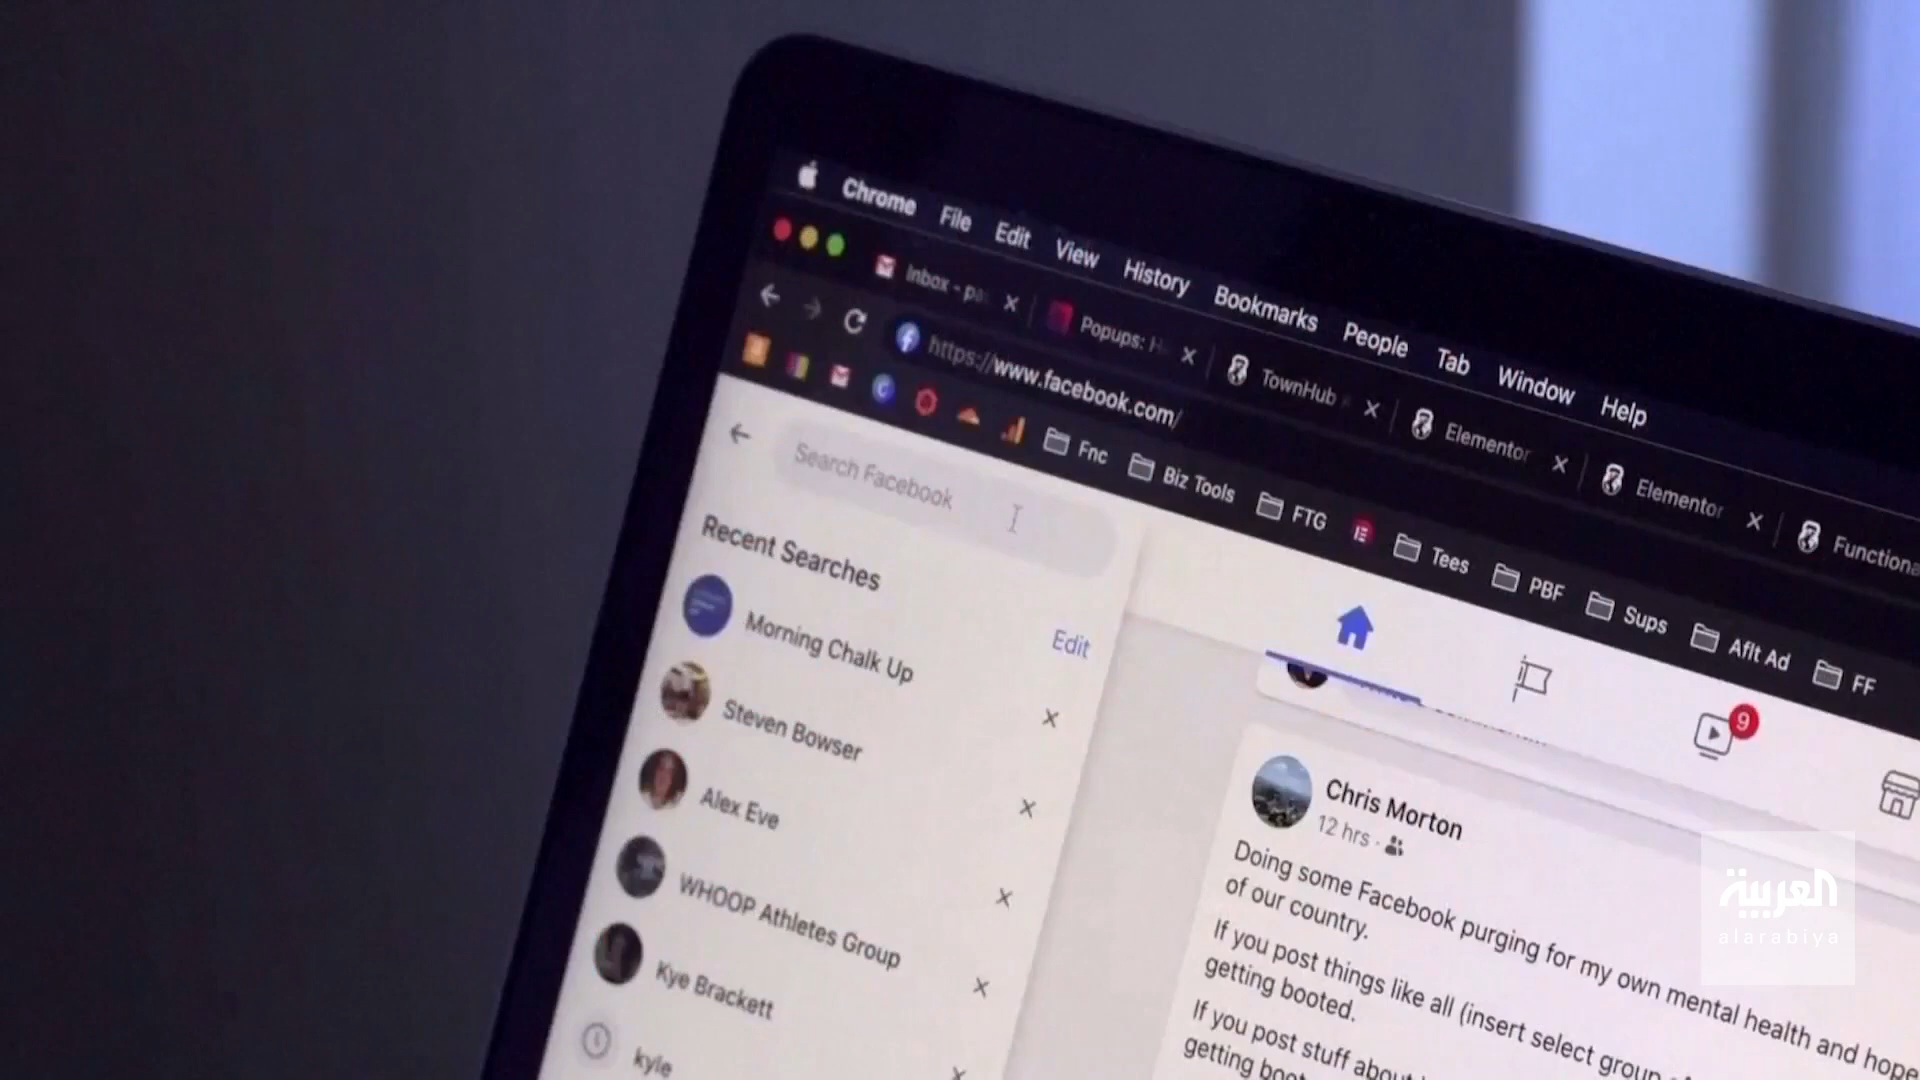 Chrome File Edit View History Bookmarks People Tab Window Help
Inbox - Popups: TownHub Elementor Elementor Functiona
https://www.facebook.com/
Fnc Biz Tools FTG Tees PBF Sups Aflt Ad FF
Search Facebook
Recent Searches
Edit
Morning Chalk Up
Steven Bowser
Alex Eve
WHOOP Athletes Group
Kye Brackett
kyle
9
Chris Morton
12 hrs ·
Doing some Facebook purging for my own mental health and hope
of our country.
If you post things like all (insert select group
getting booted.
If you post stuff about
getting boot
العربية
alarabiya